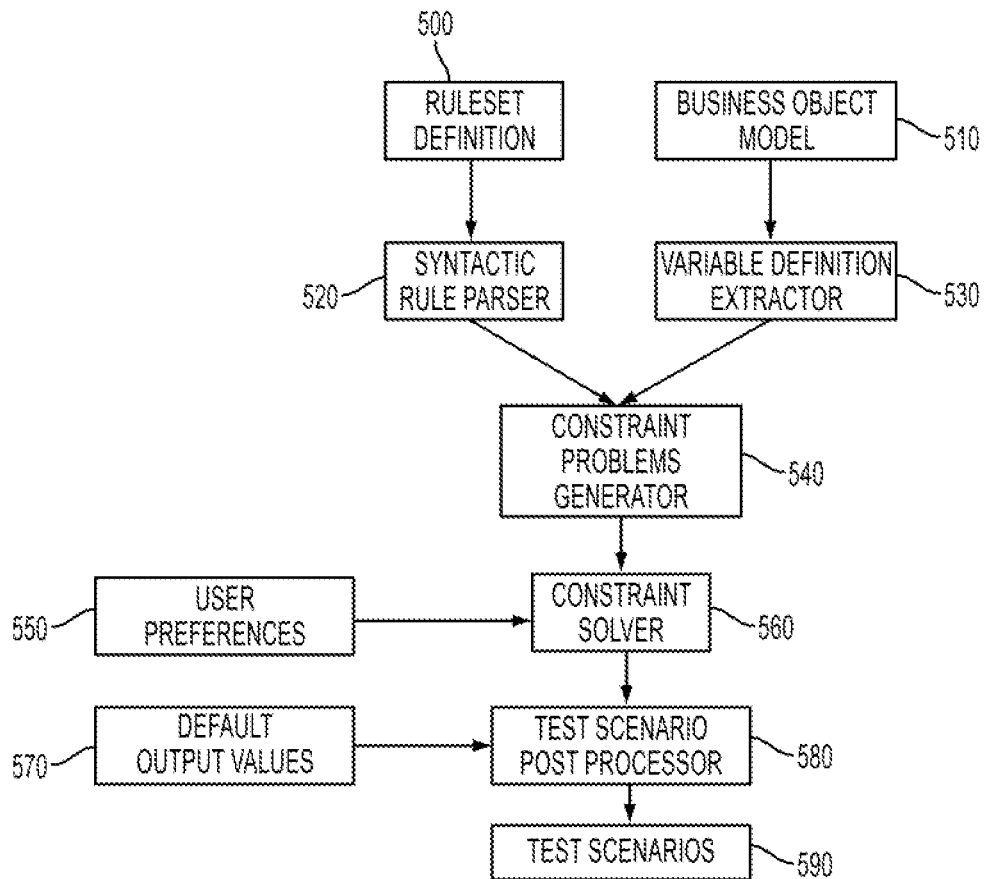 500
RULESET
DEFINITION
BUSINESS OBJECT
MODEL
510
SYNTACTIC
RULE PARSER
520
VARIABLE DEFINITION
EXTRACTOR
530
CONSTRAINT
PROBLEMS
GENERATOR
540
550
USER
PREFERENCES
CONSTRAINT
SOLVER
560
570
DEFAULT
OUTPUT VALUES
TEST SCENARIO
POST PROCESSOR
580
TEST SCENARIOS
590